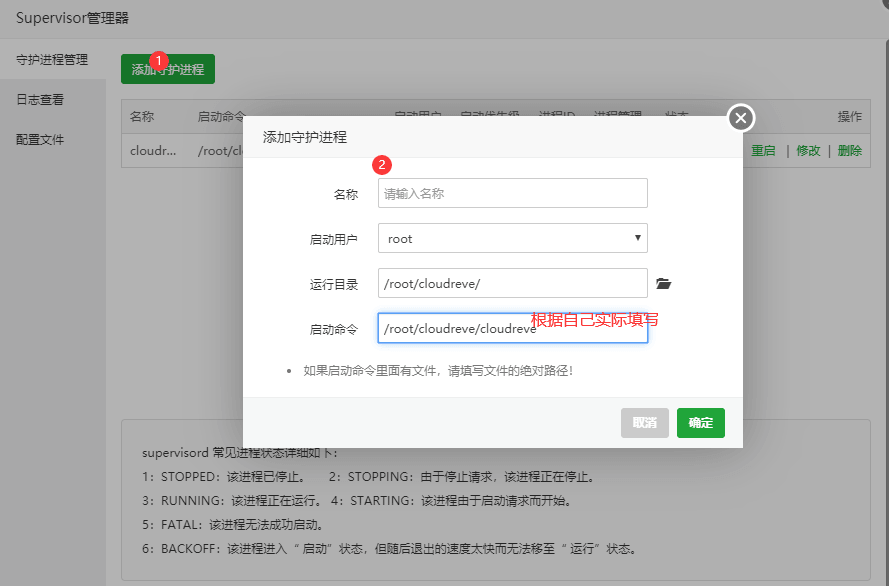 Supervisor管理器
守护进程管理
日志查看
配置文件
1
添加守护进程
名称 启动命令 启动用户 启动优先级 进程ID 进程管理 状态 操作
cloudr... /root/cl 重启 | 修改 | 删除
添加守护进程
2
名称 请输入名称
启动用户 root
运行目录 /root/cloudreve/
启动命令 /root/cloudreve/cloudreve
根据自己实际填写
• 如果启动命令里面有文件，请填写文件的绝对路径！
取消 确定
supervisord 常见进程状态详细如下：
1：STOPPED：该进程已停止。 2：STOPPING：由于停止请求，该进程正在停止。
3：RUNNING：该进程正在运行。 4：STARTING：该进程由于启动请求而开始。
5：FATAL：该进程无法成功启动。
6：BACKOFF：该进程进入“ 启动”状态，但随后退出的速度太快而无法移至“ 运行”状态。